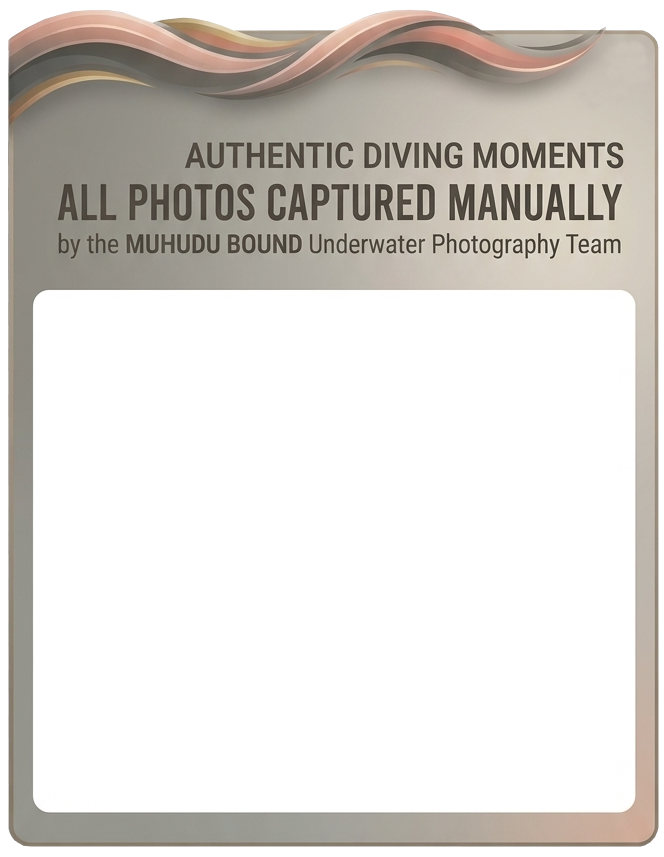 AUTHENTIC DIVING MOMENTS
ALL PHOTOS CAPTURED MANUALLY
by the MUHUDU BOUND Underwater Photography Team